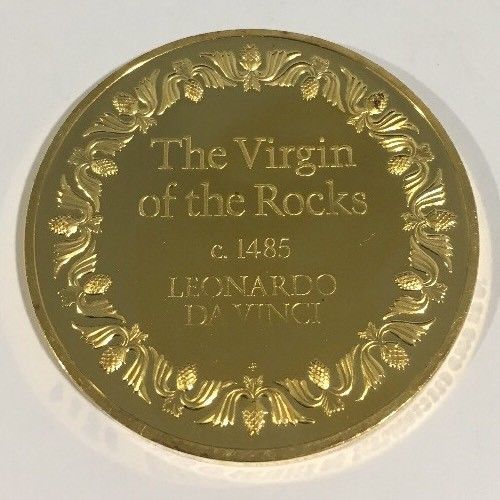 The Virgin
of the Rocks
c. 1485
LEONARDO
DA VINCI